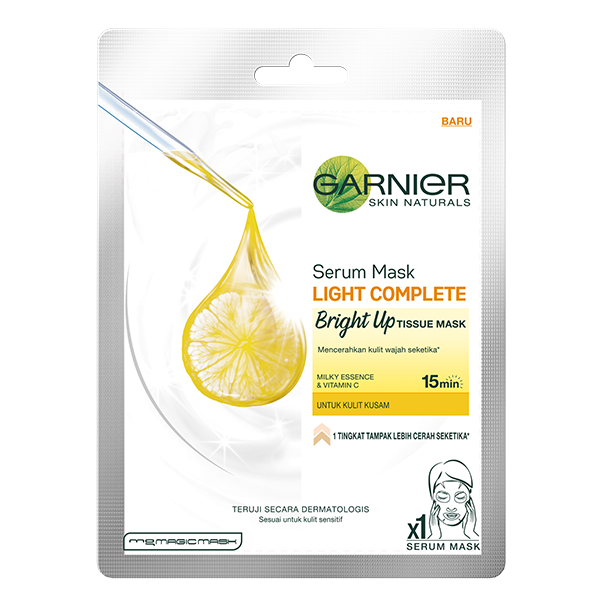 BARU
GARNIER
SKIN NATURALS
Serum Mask
LIGHT COMPLETE
Bright Up TISSUE MASK
Mencerahkan kulit wajah seketika*
MILKY ESSENCE
& VITAMIN C
15min
UNTUK KULIT KUSAM
1 TINGKAT TAMPAK LEBIH CERAH SEKETIKA*
TERUJI SECARA DERMATOLOGIS
Sesuai untuk kulit sensitif
MAGIC MASK
x1
SERUM MASK